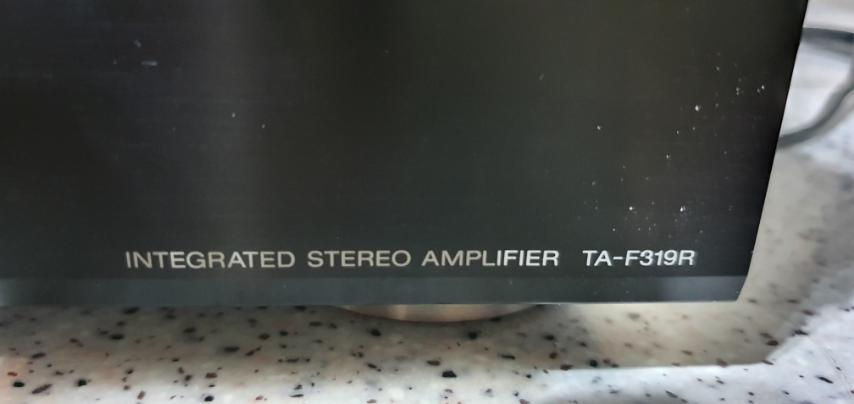 INTEGRATED STEREO AMPLIFIER TA-F319R